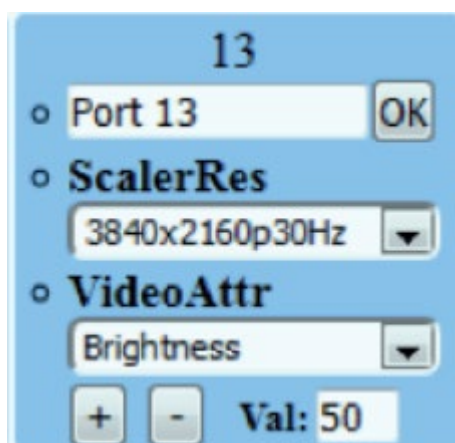 13
Port 13 OK
ScalerRes
3840x2160p30Hz
VideoAttr
Brightness
+ - Val: 50